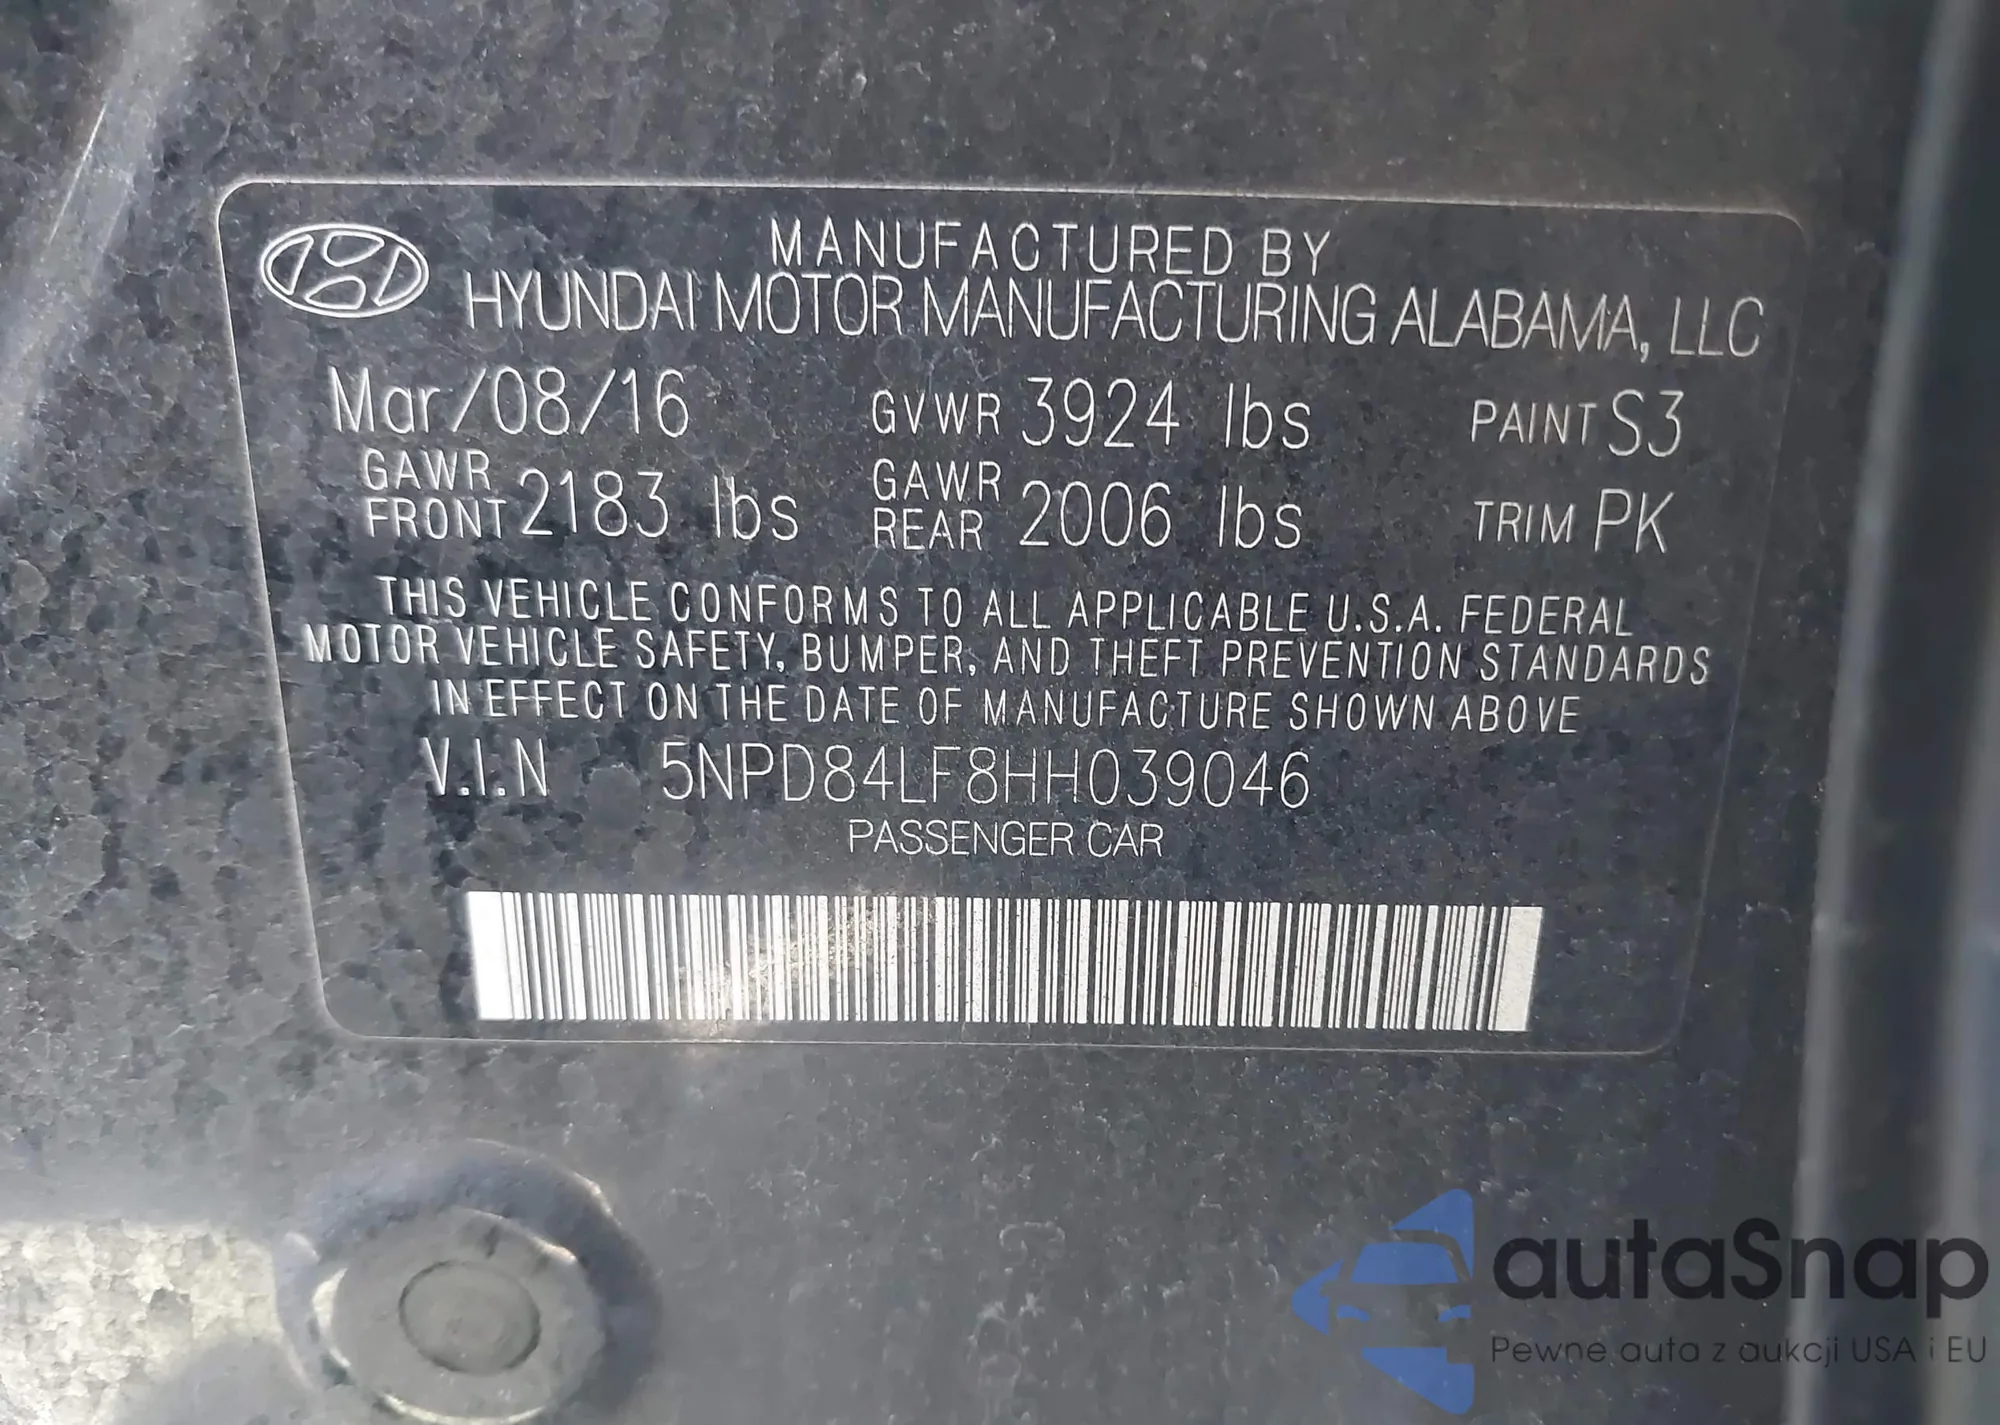 MANUFACTURED BY
HYUNDAI MOTOR MANUFACTURING ALABAMA, LLC
Mar/08/16 GVWR 3924 lbs PAINT S3
GAWR FRONT 2183 lbs GAWR REAR 2006 lbs TRIM PK
THIS VEHICLE CONFORMS TO ALL APPLICABLE U.S.A. FEDERAL
MOTOR VEHICLE SAFETY, BUMPER, AND THEFT PREVENTION STANDARDS
IN EFFECT ON THE DATE OF MANUFACTURE SHOWN ABOVE
V.I.N 5NPD84LF8HH039046
PASSENGER CAR
autaSnap
Pewne auta z aukcji USA i EU